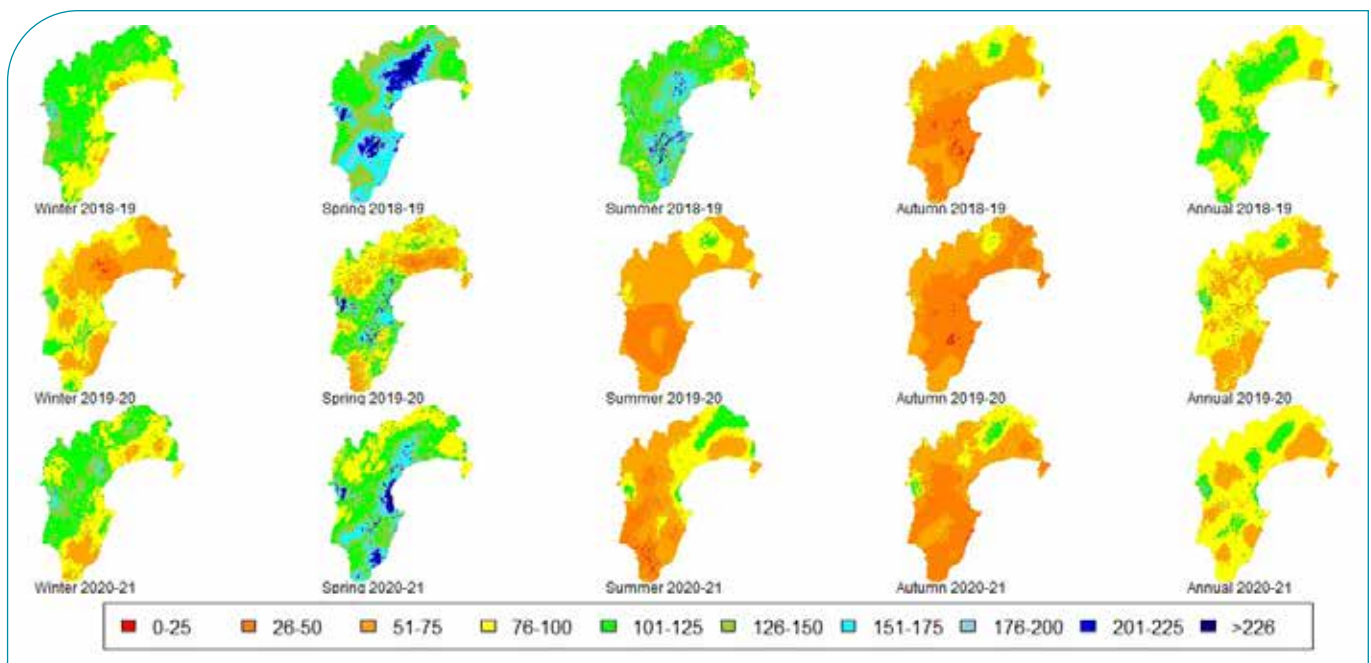 Winter 2018-19 Spring 2018-19 Summer 2018-19 Autumn 2018-19 Annual 2018-19
Winter 2019-20 Spring 2019-20 Summer 2019-20 Autumn 2019-20 Annual 2019-20
Winter 2020-21 Spring 2020-21 Summer 2020-21 Autumn 2020-21 Annual 2020-21
0-25 26-50 51-75 76-100 101-125 126-150 151-175 176-200 201-225 >226